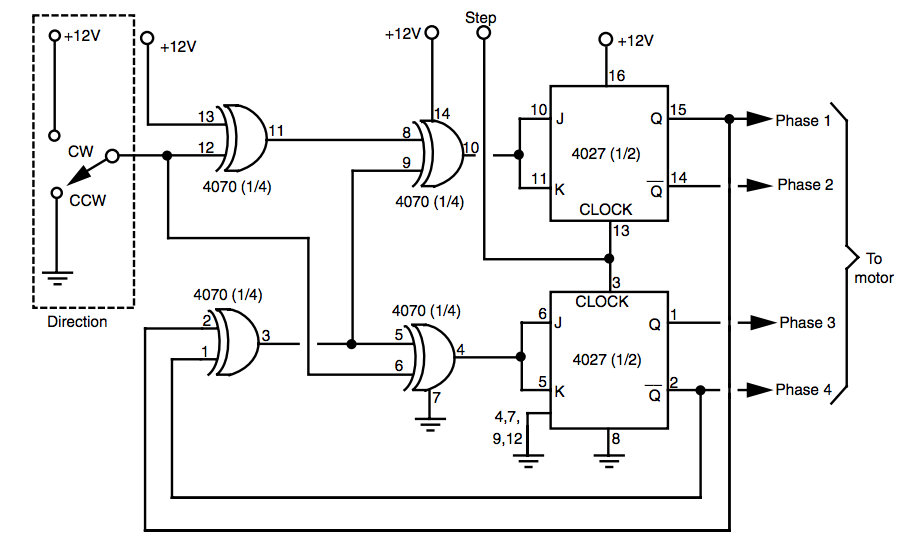 Step
+12V
+12V
+12V
+12V
16
13
12
11
4070 (1/4)
14
8
9
10
4070 (1/4)
10
J
Q
15
4027 (1/2)
11
K
Q
14
CLOCK
13
Phase 1
Phase 2
CW
CCW
Direction
To
motor
4070 (1/4)
2
1
3
4070 (1/4)
5
6
4
7
3
CLOCK
6
J
Q
1
4027 (1/2)
5
K
Q
2
4,7,
9,12
8
Phase 3
Phase 4